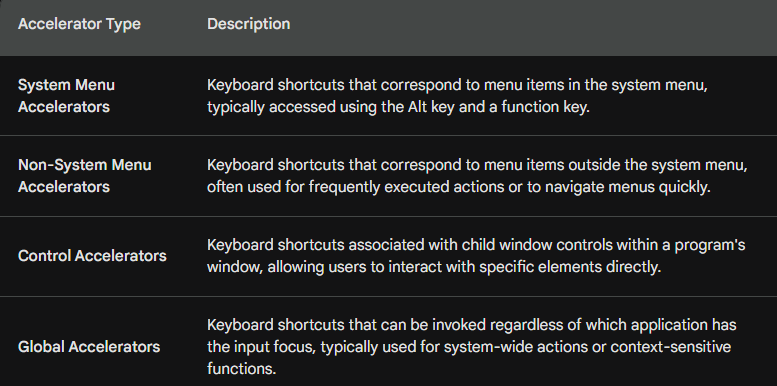 Accelerator Type
Description
System Menu
Accelerators
Keyboard shortcuts that correspond to menu items in the system menu,
typically accessed using the Alt key and a function key.
Non-System Menu
Accelerators
Keyboard shortcuts that correspond to menu items outside the system menu,
often used for frequently executed actions or to navigate menus quickly.
Control Accelerators
Keyboard shortcuts associated with child window controls within a program's
window, allowing users to interact with specific elements directly.
Global Accelerators
Keyboard shortcuts that can be invoked regardless of which application has
the input focus, typically used for system-wide actions or context-sensitive
functions.